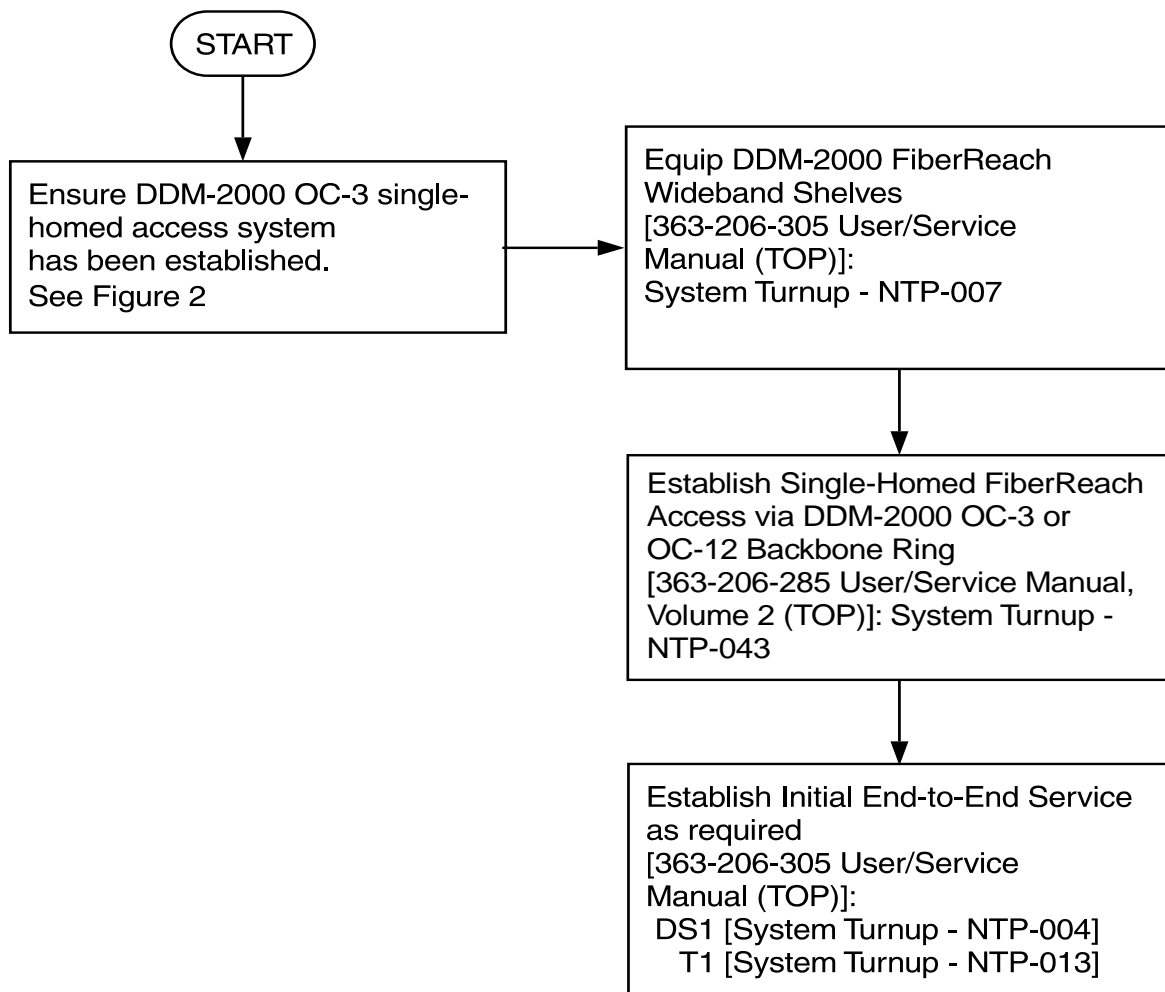 START
Ensure DDM-2000 OC-3 single-
homed access system
has been established.
See Figure 2
Equip DDM-2000 FiberReach
Wideband Shelves
[363-206-305 User/Service
Manual (TOP)]:
System Turnup - NTP-007
Establish Single-Homed FiberReach
Access via DDM-2000 OC-3 or
OC-12 Backbone Ring
[363-206-285 User/Service Manual,
Volume 2 (TOP)]: System Turnup -
NTP-043
Establish Initial End-to-End Service
as required
[363-206-305 User/Service
Manual (TOP)]:
DS1 [System Turnup - NTP-004]
T1 [System Turnup - NTP-013]